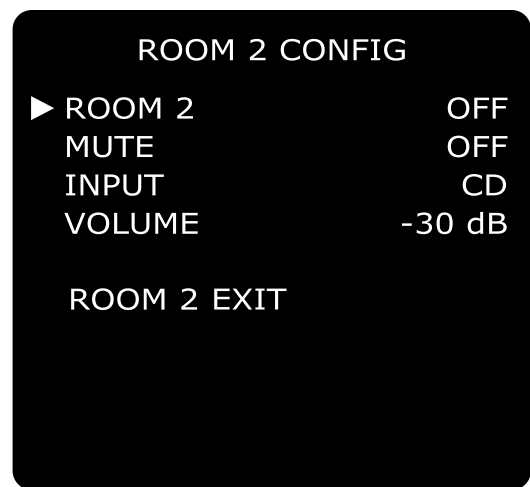 ROOM 2 CONFIG
ROOM 2 OFF
MUTE OFF
INPUT CD
VOLUME -30 dB
ROOM 2 EXIT